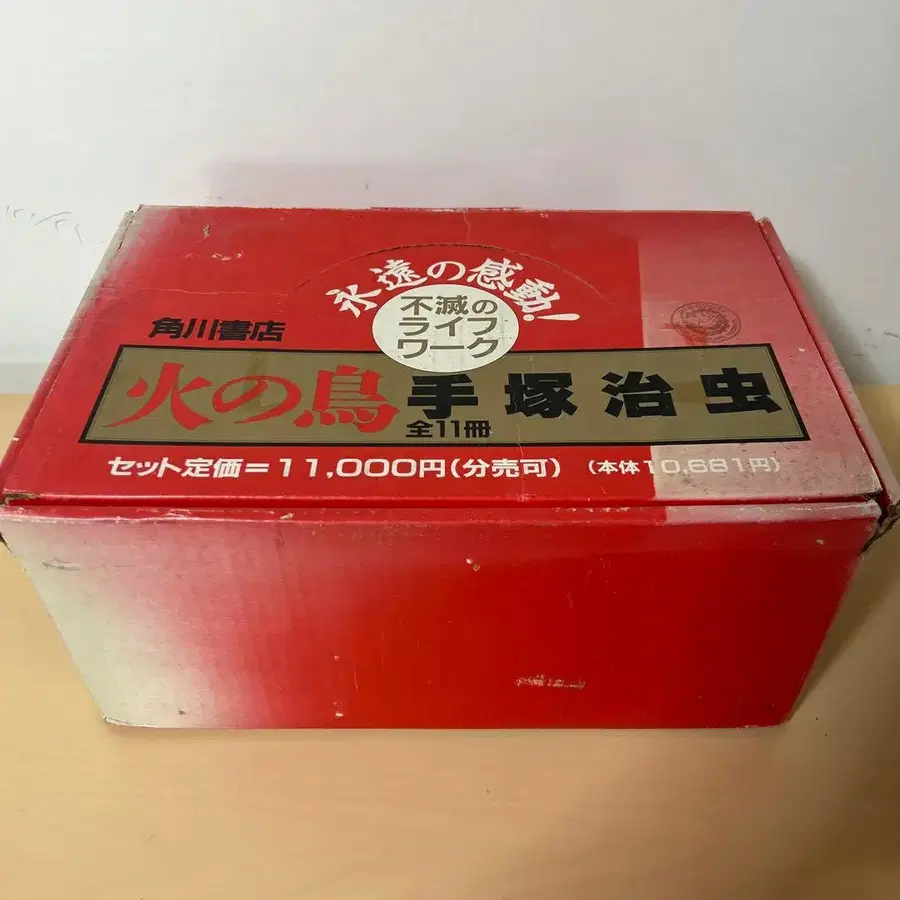 永遠の感動!
不滅の
ライフ
ワーク
角川書店
火の鳥 手塚治虫
全11冊
セット定価=11,000円(分売可) (本体10,681円)